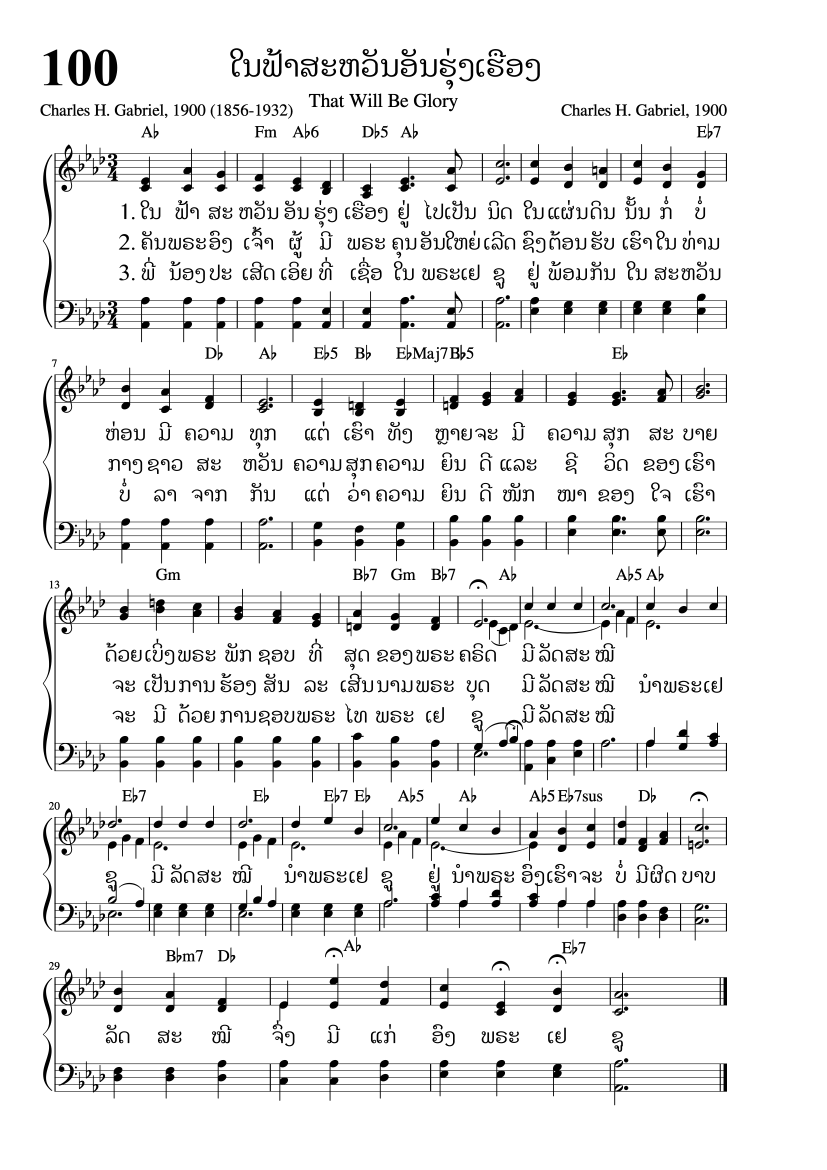 100
ໃນຟ້າສະຫວັນອັນຮຸ່ງເຮືອງ
That Will Be Glory
Charles H. Gabriel, 1900 (1856-1932)
Charles H. Gabriel, 1900
A♭ Fm A♭6 D♭5 A♭ E♭7
3 4
1. ໃນ ຟ້າ ສະ ຫວັນ ອັນ ຮຸ່ງ ເຮືອງ ຢູ່ ໄປເປັນ ນິດ ໃນແຜ່ນດິນ ນັ້ນ ກໍ່ ບໍ່
2. ຄັນພຣະອົງ ເຈົ້າ ຜູ້ ມີ ພຣະ ຄຸນອັນໃຫຍ່ເລີດ ຊົງຕ້ອນຮັບ ເຮົາໃນ ທ່າມ
3. ພີ່ ນ້ອງປະ ເສີດ ເອີຍ ທີ່ ເຊື່ອ ໃນ ພຣະເຢ ຊູ ຢູ່ ພ້ອມກັນ ໃນ ສະຫວັນ
3 4
7
D♭ A♭ E♭5 B♭ E♭Maj7 B♭5 E♭
ຫ່ອນ ມີ ຄວາມ ທຸກ ແຕ່ ເຮົາ ທັງ ຫຼາຍຈະ ມີ ຄວາມ ສຸກ ສະ ບາຍ
ກາງ ຊາວ ສະ ຫວັນ ຄວາມສຸກຄວາມ ຍິນ ດີ ແລະ ຊີ ວິດ ຂອງ ເຮົາ
ບໍ່ ລາ ຈາກ ກັນ ແຕ່ ວ່າ ຄວາມ ຍິນ ດີ ໜັກ ໜາ ຂອງ ໃຈ ເຮົາ
13
Gm B♭7 Gm B♭7 A♭ A♭5 A♭
ດ້ວຍເບິ່ງພຣະ ພັກ ຊອບ ທີ່ ສຸດ ຂອງພຣະ ຄຣິດ ມີ ລັດສະ ໝີ
ຈະ ເປັນການ ຮ້ອງ ສັນ ລະ ເສີນນາມພຣະ ບຸດ ມີ ລັດສະ ໝີ ນໍາພຣະເຢ
ຈະ ມີ ດ້ວຍ ການຊອບພຣະ ໄທ ພຣະ ເຢ ຊູ ມີ ລັດສະ ໝີ
20
E♭7 E♭ E♭7 E♭ A♭5 A♭ A♭5 E♭7sus D♭
ຊູ ມີ ລັດສະ ໝີ ນໍາພຣະເຢ ຊູ ຢູ່ ນໍາພຣະ ອົງເຮົາຈະ ບໍ່ ມີຜິດ ບາບ
29
B♭m7 D♭ A♭ E♭7
ລັດ ສະ ໝີ ຈົ່ງ ມີ ແກ່ ອົງ ພຣະ ເຢ ຊູ